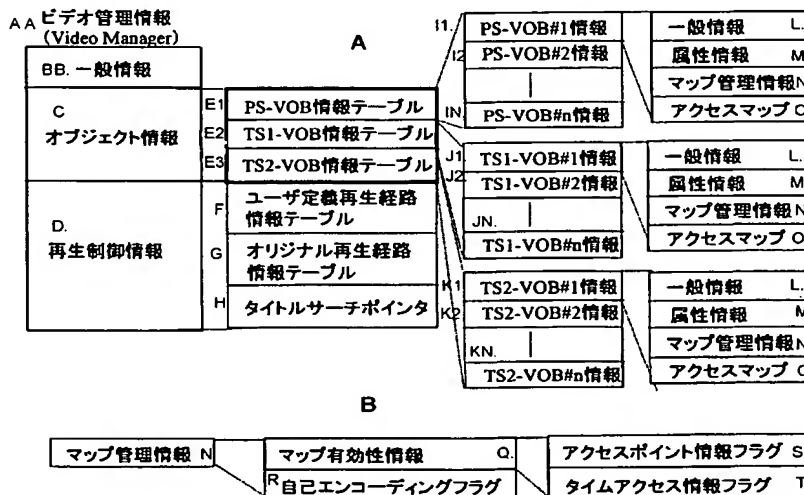 AA ビデオ管理情報
(Video Manager)
A
BB. 一般情報
C
オブジェクト情報
D.
再生制御情報
E1 PS-VOB情報テーブル
E2 TS1-VOB情報テーブル
E3 TS2-VOB情報テーブル
F ユーザ定義再生経路
情報テーブル
G オリジナル再生経路
情報テーブル
H タイトルサーチポインタ
I1. PS-VOB#1情報
I2 PS-VOB#2情報
IN. PS-VOB#n情報
一般情報 L.
属性情報 M
マップ管理情報 N
アクセスマップ O
J1 TS1-VOB#1情報
J2 TS1-VOB#2情報
JN.
TS1-VOB#n情報
一般情報 L.
属性情報 M
マップ管理情報 N
アクセスマップ O
K1 TS2-VOB#1情報
K2 TS2-VOB#2情報
KN.
TS2-VOB#n情報
一般情報 L.
属性情報 M
マップ管理情報 N
アクセスマップ O
B
マップ管理情報 N
マップ有効性情報 Q.
R 自己エンコーディングフラグ
アクセスポイント情報フラグ S
タイムアクセス情報フラグ T